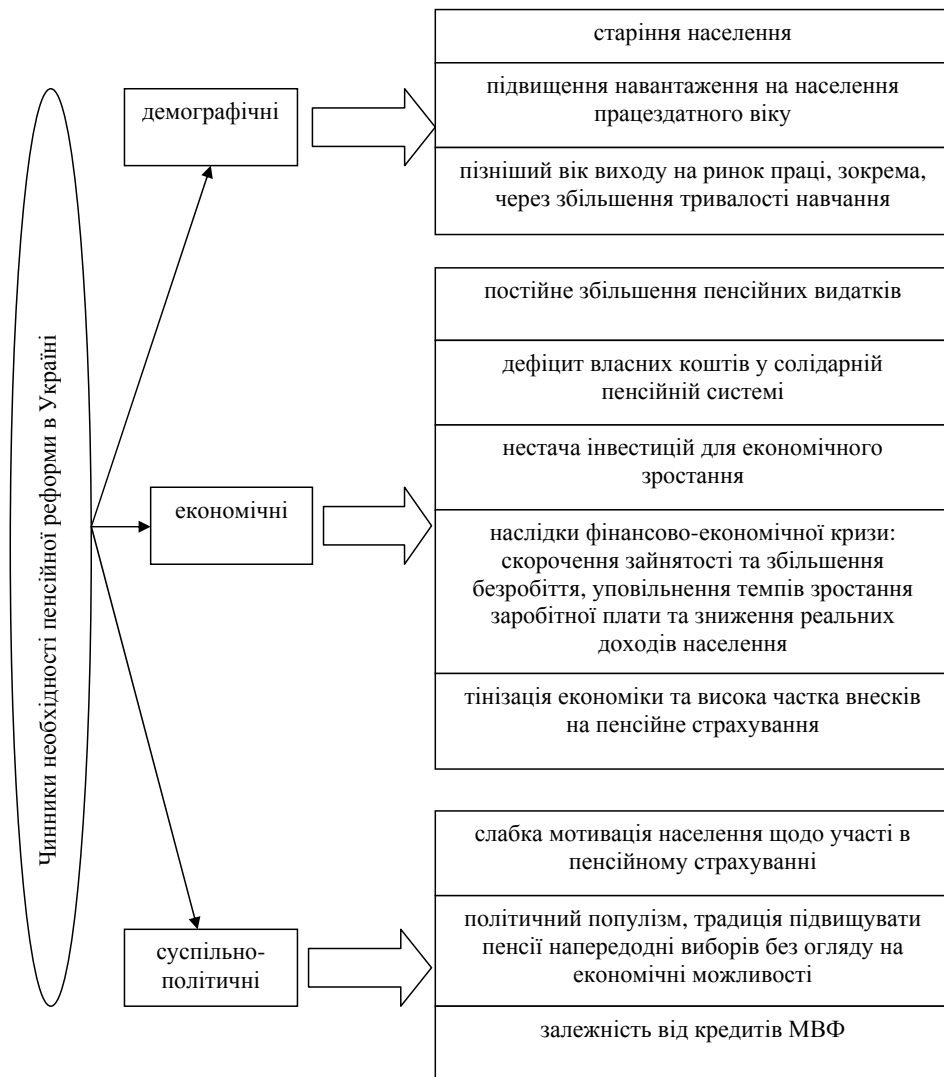 Чинники необхідності пенсійної реформи в Україні
демографічні
старіння населення
підвищення навантаження на населення
працездатного віку
пізніший вік виходу на ринок праці, зокрема,
через збільшення тривалості навчання
економічні
постійне збільшення пенсійних видатків
дефіцит власних коштів у солідарній
пенсійній системі
нестача інвестицій для економічного
зростання
наслідки фінансово-економічної кризи:
скорочення зайнятості та збільшення
безробіття, уповільнення темпів зростання
заробітної плати та зниження реальних
доходів населення
тінізація економіки та висока частка внесків
на пенсійне страхування
суспільно-
політичні
слабка мотивація населення щодо участі в
пенсійному страхуванні
політичний популізм, традиція підвищувати
пенсії напередодні виборів без огляду на
економічні можливості
залежність від кредитів МВФ